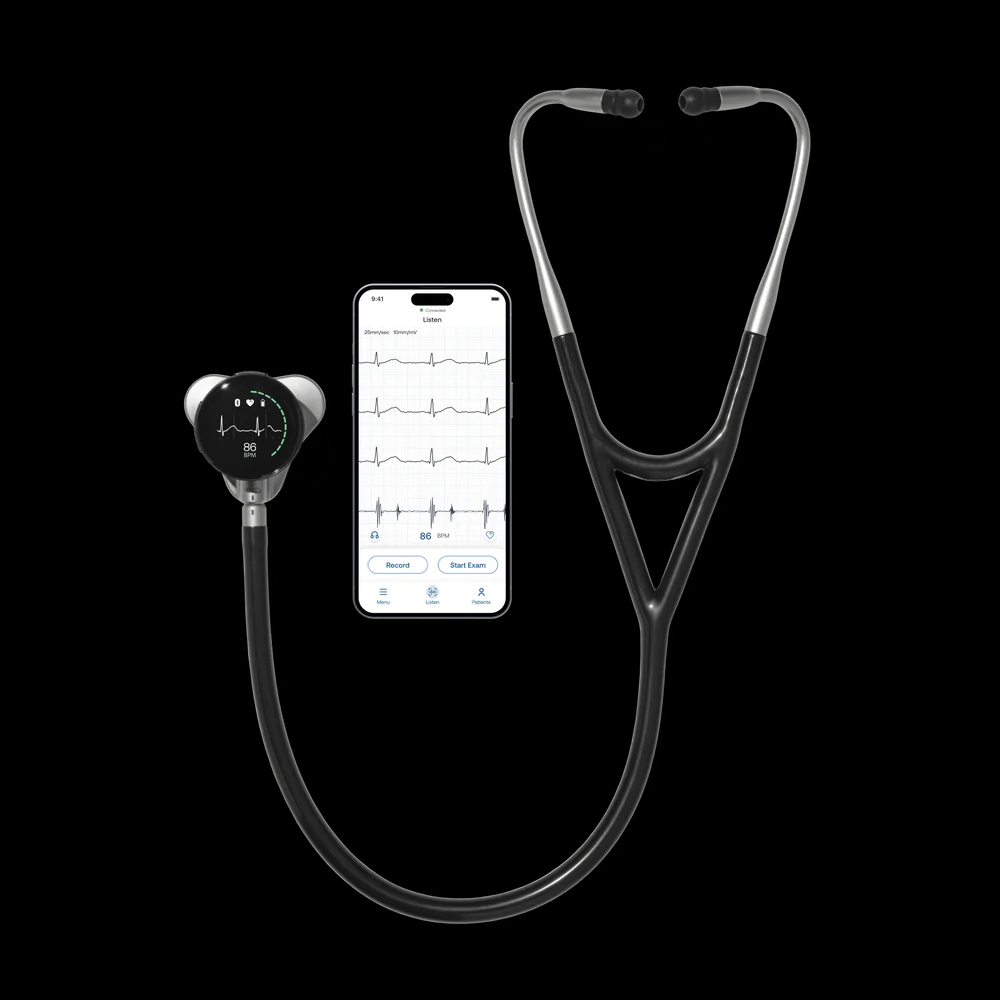 9:41
Connected
Listen
25mm/sec 10mm/mV
86
BPM
86 BPM
Record Start Exam
Menu Listen Patients